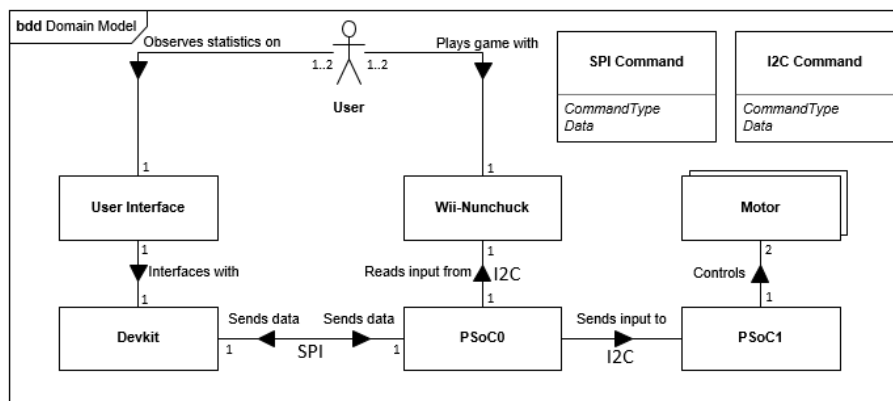 bdd Domain Model
Observes statistics on
Plays game with
1..2
1..2
User
SPI Command
CommandType
Data
I2C Command
CommandType
Data
1
User Interface
1
1
Wii-Nunchuck
1
Motor
2
Interfaces with
Reads input from
I2C
Controls
1
1
1
Devkit
1
Sends data
Sends data
SPI
1
PSoC0
Sends input to
I2C
PSoC1